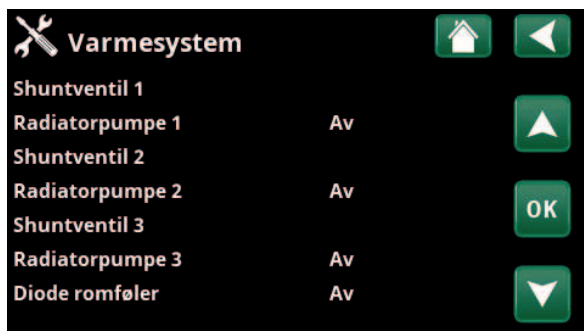 Varmesystem
Shuntventil 1
Radiatorpumpe 1 Av
Shuntventil 2
Radiatorpumpe 2 Av
OK
Shuntventil 3
Radiatorpumpe 3 Av
Diode romføler Av